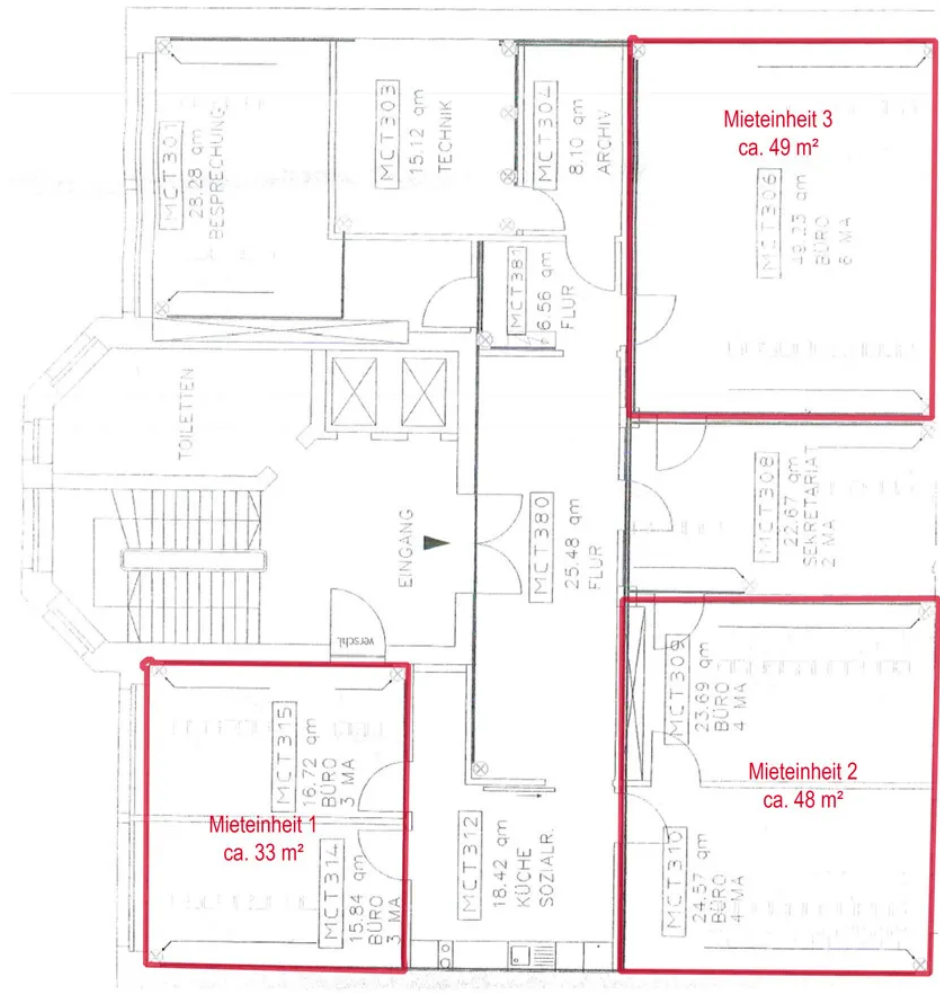 MCT301
28.28 qm
BESPRECHUNG
MCT303
15.12 qm
TECHNIK
MCT304
8.10 qm
ARCHIV
Mieteinheit 3
ca. 49 m²
MCT306
49.23 qm
BÜRO
6 MA
MCT381
6.56 qm
FLUR
TOILETTEN
EINGANG
MCT380
25.48 qm
FLUR
MCT308
22.67 qm
SEKRETARIAT
2 MA
verschl.
MCT309
23.69 qm
BÜRO
4 MA
Mieteinheit 2
ca. 48 m²
MCT310
24.57 qm
BÜRO
4 MA
MCT315
16.72 qm
BÜRO
3 MA
Mieteinheit 1
ca. 33 m²
MCT314
15.84 qm
BÜRO
3 MA
MCT312
18.42 qm
KÜCHE
SOZIALR.